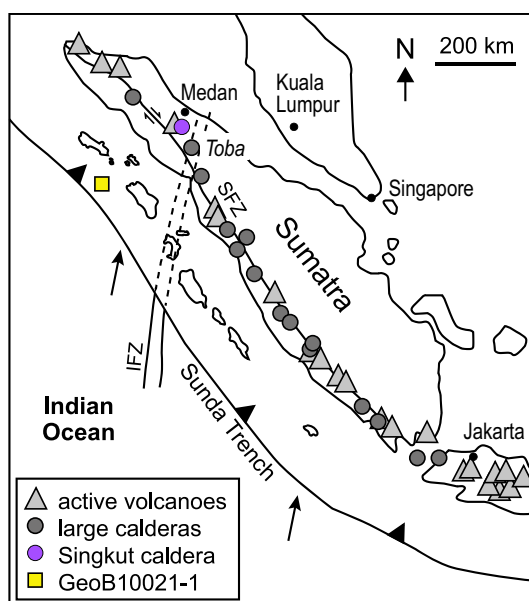 N
200 km
Medan
Kuala
Lumpur
Toba
Singapore
SFZ
Sumatra
IFZ
Sunda Trench
Indian
Ocean
Jakarta
active volcanoes
large calderas
Singkut caldera
GeoB10021-1